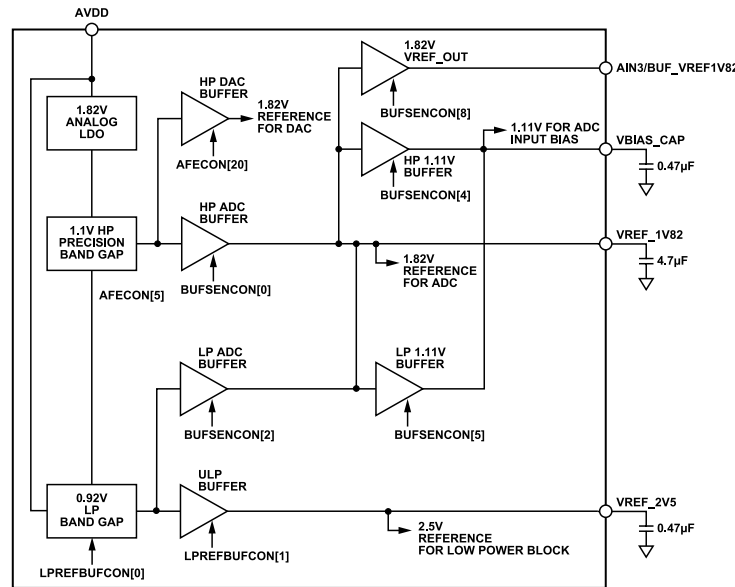 AVDD
1.82V
ANALOG
LDO
HP DAC
BUFFER
1.82V
REFERENCE
FOR DAC
AFECON[20]
1.82V
VREF_OUT
BUFSENCON[8]
AIN3/BUF_VREF1V82
1.11V FOR ADC
INPUT BIAS
VBIAS_CAP
0.47µF
HP 1.11V
BUFFER
BUFSENCON[4]
1.1V HP
PRECISION
BAND GAP
AFECON[5]
HP ADC
BUFFER
BUFSENCON[0]
1.82V
REFERENCE
FOR ADC
VREF_1V82
4.7µF
LP ADC
BUFFER
BUFSENCON[2]
LP 1.11V
BUFFER
BUFSENCON[5]
0.92V
LP
BAND GAP
LPREFBUFCON[0]
ULP
BUFFER
LPREFBUFCON[1]
2.5V
REFERENCE
FOR LOW POWER BLOCK
VREF_2V5
0.47µF